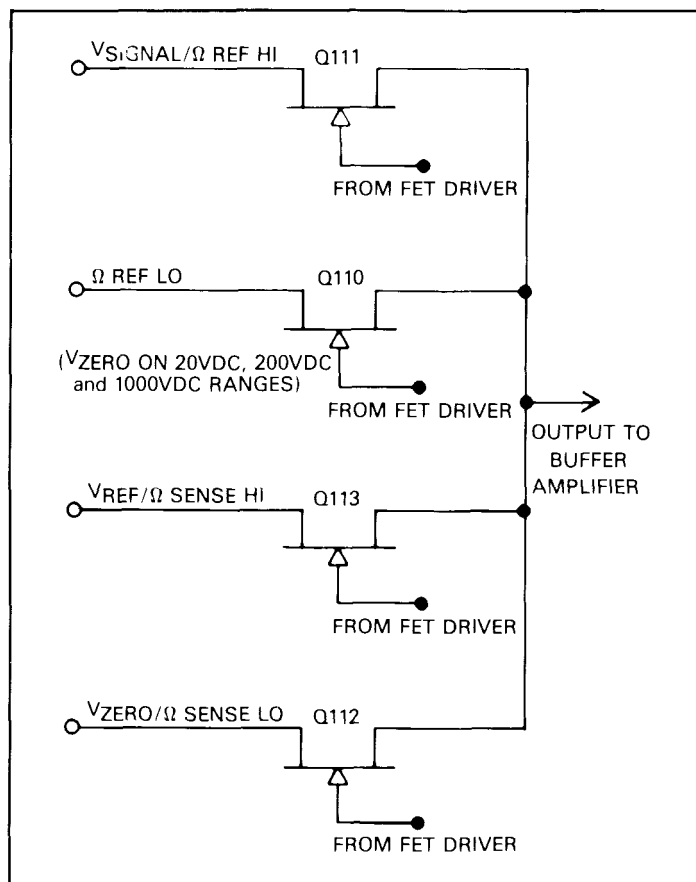 VSIGNAL/Ω REF HI
Q111
FROM FET DRIVER
Ω REF LO
Q110
(VZERO ON 20VDC, 200VDC
and 1000VDC RANGES)
FROM FET DRIVER
OUTPUT TO
BUFFER
AMPLIFIER
VREF/Ω SENSE HI
Q113
FROM FET DRIVER
VZERO/Ω SENSE LO
Q112
FROM FET DRIVER